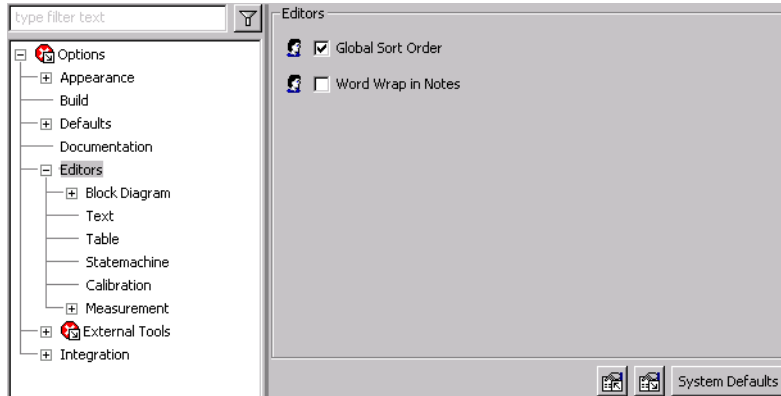 type filter text
Options
Appearance
Build
Defaults
Documentation
Editors
Block Diagram
Text
Table
Statemachine
Calibration
Measurement
External Tools
Integration
Editors
Global Sort Order
Word Wrap in Notes
System Defaults